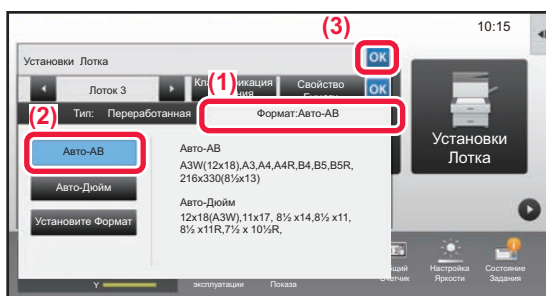 (3)
10:15
Установки Лотка
OK
Лоток 3
(1)
Свойство
OK
(2)
Тип: Переработанная
Формат:Авто-AB
Авто-AB
Авто-Дюйм
Установите Формат
Авто-AB
A3W(12x18),A3,A4,A4R,B4,B5,B5R,
216x330(8½x13)
Авто-Дюйм
12x18(A3W),11x17, 8½ x14,8½ x11,
8½ x11R,7½ x 10½R,
Установки
Лотка
Y
эксплуатации
Показа
Счетчик
Настройка
Яркости
Состояние
Задания